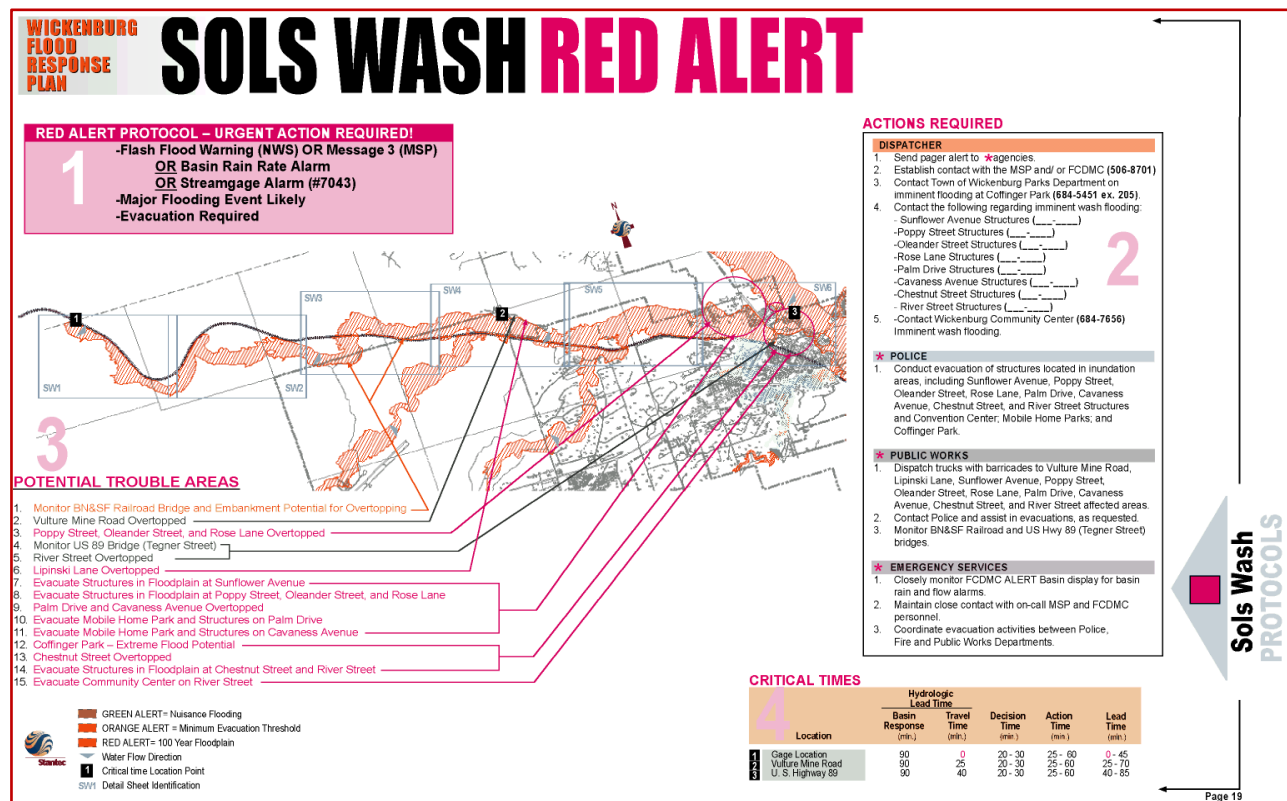 WICKENBURG
FLOOD
RESPONSE
PLAN
SOLS WASH RED ALERT
RED ALERT PROTOCOL – URGENT ACTION REQUIRED!
1
-Flash Flood Warning (NWS) OR Message 3 (MSP)
OR Basin Rain Rate Alarm
OR Streamgage Alarm (#7043)
-Major Flooding Event Likely
-Evacuation Required
N
SW1
SW2
SW3
SW4
SW5
SW6
1
2
3
3
POTENTIAL TROUBLE AREAS
1. Monitor BN&SF Railroad Bridge and Embankment Potential for Overtopping
2. Vulture Mine Road Overtopped
3. Poppy Street, Oleander Street, and Rose Lane Overtopped
4. Monitor US 89 Bridge (Tegner Street)
5. River Street Overtopped
6. Lipinski Lane Overtopped
7. Evacuate Structures in Floodplain at Sunflower Avenue
8. Evacuate Structures in Floodplain at Poppy Street, Oleander Street, and Rose Lane
9. Palm Drive and Cavaness Avenue Overtopped
10. Evacuate Mobile Home Park and Structures on Palm Drive
11. Evacuate Mobile Home Park and Structures on Cavaness Avenue
12. Coffinger Park – Extreme Flood Potential
13. Chestnut Street Overtopped
14. Evacuate Structures in Floodplain at Chestnut Street and River Street
15. Evacuate Community Center on River Street
GREEN ALERT= Nuisance Flooding
ORANGE ALERT = Minimum Evacuation Threshold
RED ALERT= 100 Year Floodplain
Water Flow Direction
1 Critical time Location Point
SW1 Detail Sheet Identification
Stantec
ACTIONS REQUIRED
DISPATCHER
1. Send pager alert to *agencies.
2. Establish contact with the MSP and/ or FCDMC (506-8701)
3. Contact Town of Wickenburg Parks Department on
imminent flooding at Coffinger Park (684-5451 ex. 205).
4. Contact the following regarding imminent wash flooding:
- Sunflower Avenue Structures (___-____)
-Poppy Street Structures (___-____)
-Oleander Street Structures (___-____)
-Rose Lane Structures (___-____)
-Palm Drive Structures (___-____)
-Cavaness Avenue Structures (___-____)
-Chestnut Street Structures (___-____)
- River Street Structures (___-____)
5. -Contact Wickenburg Community Center (684-7656)
Imminent wash flooding.
2
* POLICE
1. Conduct evacuation of structures located in inundation
areas, including Sunflower Avenue, Poppy Street,
Oleander Street, Rose Lane, Palm Drive, Cavaness
Avenue, Chestnut Street, and River Street Structures
and Convention Center; Mobile Home Parks; and
Coffinger Park.
* PUBLIC WORKS
1. Dispatch trucks with barricades to Vulture Mine Road,
Lipinski Lane, Sunflower Avenue, Poppy Street,
Oleander Street, Rose Lane, Palm Drive, Cavaness
Avenue, Chestnut Street, and River Street affected areas.
2. Contact Police and assist in evacuations, as requested.
3. Monitor BN&SF Railroad and US Hwy 89 (Tegner Street)
bridges.
* EMERGENCY SERVICES
1. Closely monitor FCDMC ALERT Basin display for basin
rain and flow alarms.
2. Maintain close contact with on-call MSP and FCDMC
personnel.
3. Coordinate evacuation activities between Police,
Fire and Public Works Departments.
CRITICAL TIMES
4
Hydrologic
Lead Time
Location Basin Response (min.) Travel Time (min.) Decision Time (min.) Action Time (min.) Lead Time (min.)
1 Gage Location 90 0 20 - 30 25 - 60 0 - 45
2 Vulture Mine Road 90 25 20 - 30 25 - 60 25 - 70
3 U. S. Highway 89 90 40 20 - 30 25 - 60 40 - 85
Sols Wash
PROTOCOLS
Page 19